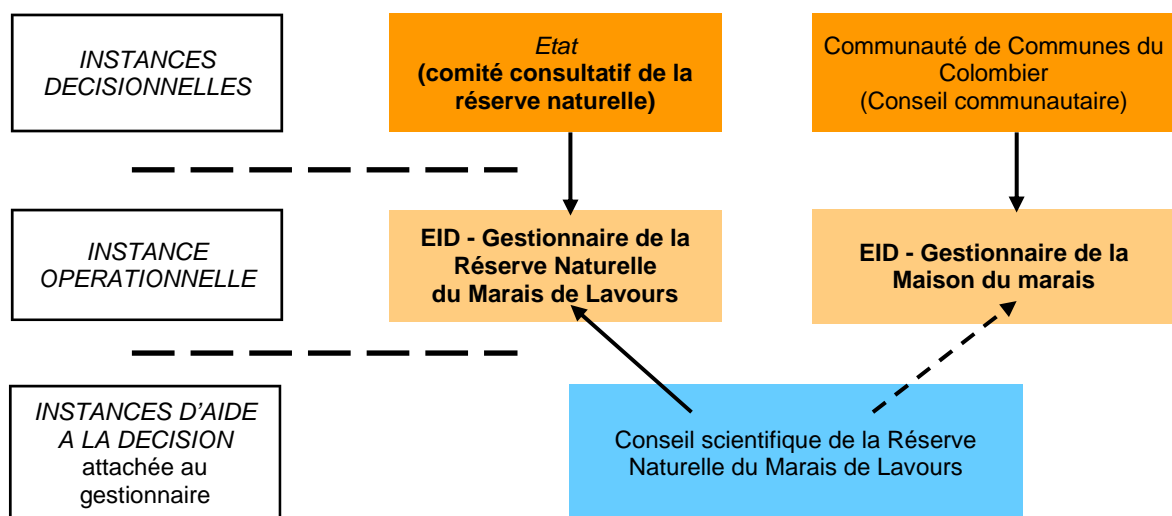 INSTANCES
DECISIONNELLES
Etat
(comité consultatif de la
réserve naturelle)
Communauté de Communes du
Colombier
(Conseil communautaire)
INSTANCE
OPERATIONNELLE
EID - Gestionnaire de la
Réserve Naturelle
du Marais de Lavours
EID - Gestionnaire de la
Maison du marais
INSTANCES D'AIDE
A LA DECISION
attachée au
gestionnaire
Conseil scientifique de la Réserve
Naturelle du Marais de Lavours